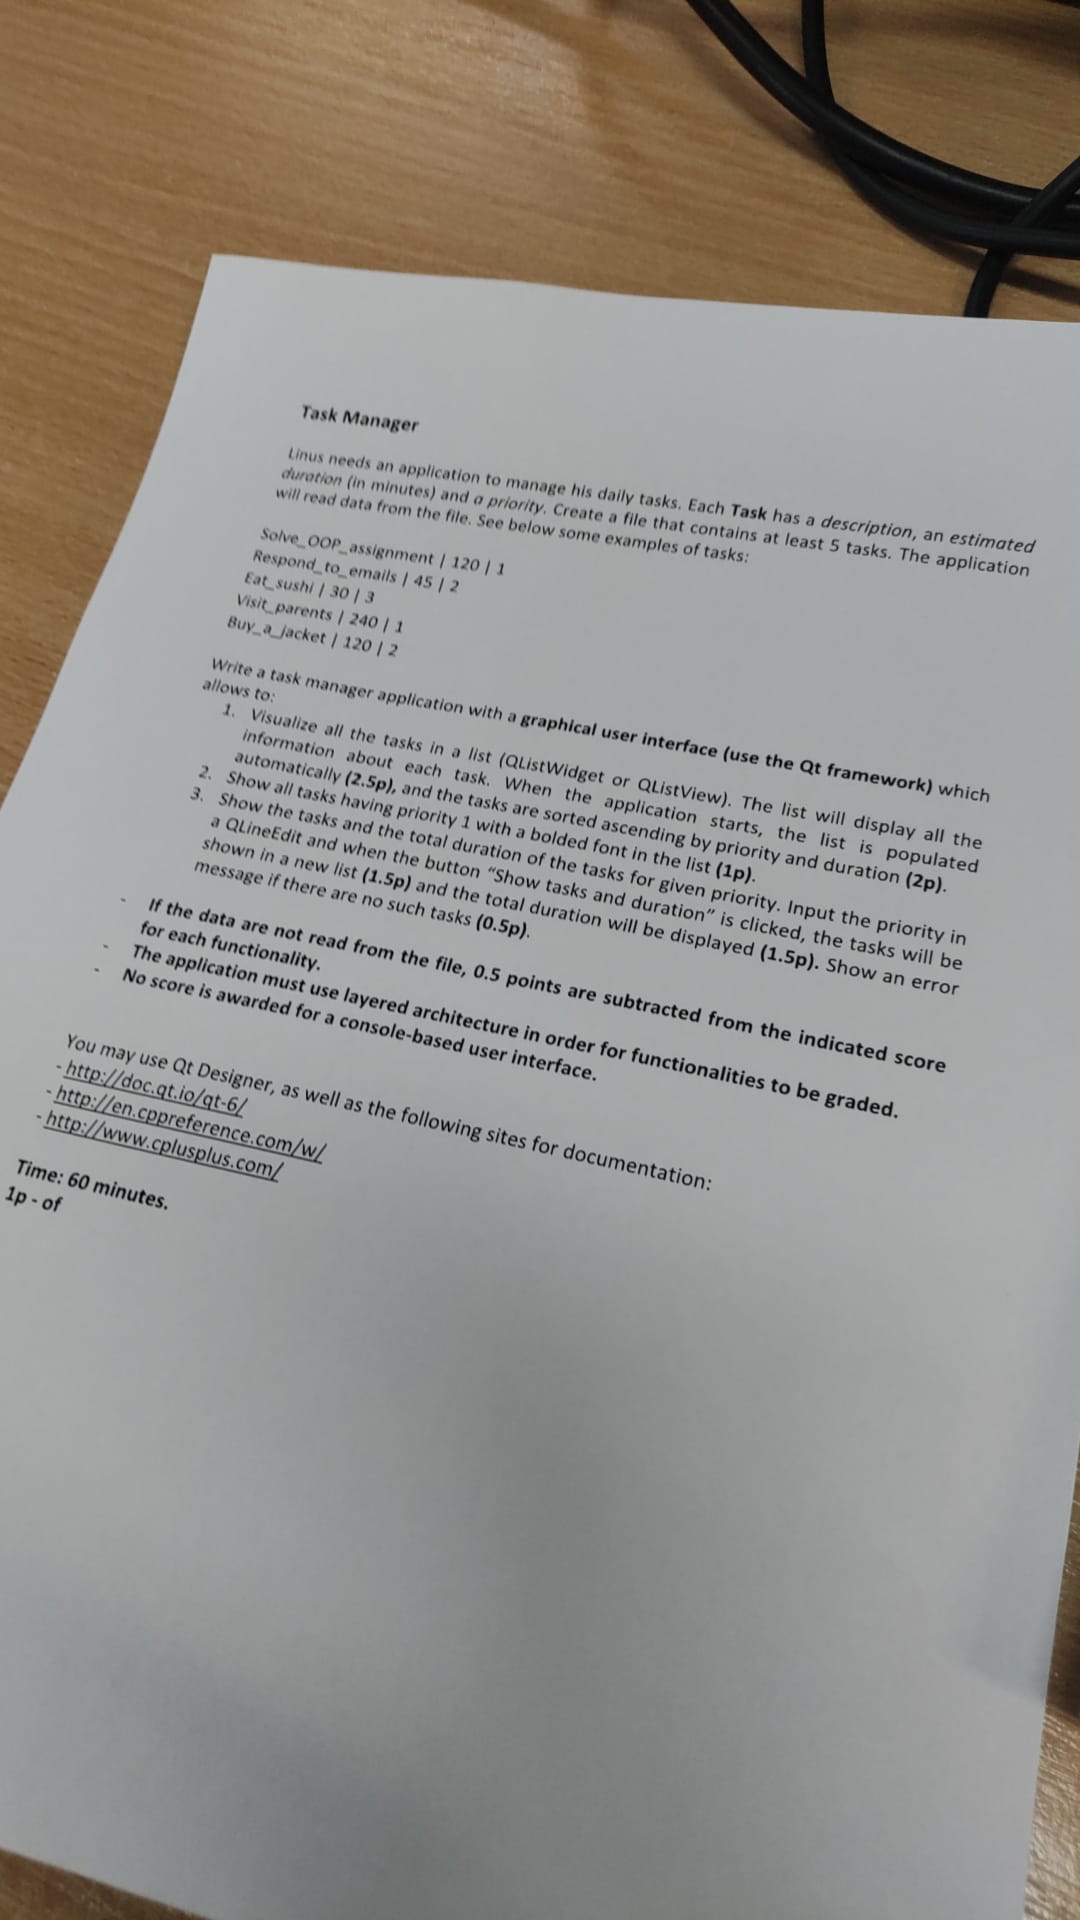 Task Manager
Linus needs an application to manage his daily tasks. Each Task has a description, an estimated
duration (in minutes) and a priority. Create a file that contains at least 5 tasks. The application
will read data from the file. See below some examples of tasks:
Solve_OOP_assignment | 120 | 1
Respond_to_emails | 45 | 2
Eat_sushi | 30 | 3
Visit_parents | 240 | 1
Buy_a_jacket | 120 | 2
Write a task manager application with a graphical user interface (use the Qt framework) which
allows to:
1. Visualize all the tasks in a list (QListWidget or QListView). The list will display all the
information about each task. When the application starts, the list is populated
automatically (2.5p), and the tasks are sorted ascending by priority and duration (2p).
2. Show all tasks having priority 1 with a bolded font in the list (1p).
3. Show the tasks and the total duration of the tasks for given priority. Input the priority in
a QLineEdit and when the button "Show tasks and duration" is clicked, the tasks will be
shown in a new list (1.5p) and the total duration will be displayed (1.5p). Show an error
message if there are no such tasks (0.5p).
- If the data are not read from the file, 0.5 points are subtracted from the indicated score
for each functionality.
- The application must use layered architecture in order for functionalities to be graded.
- No score is awarded for a console-based user interface.
You may use Qt Designer, as well as the following sites for documentation:
- http://doc.qt.io/qt-6/
- http://en.cppreference.com/w/
- http://www.cplusplus.com/
Time: 60 minutes.
1p - of